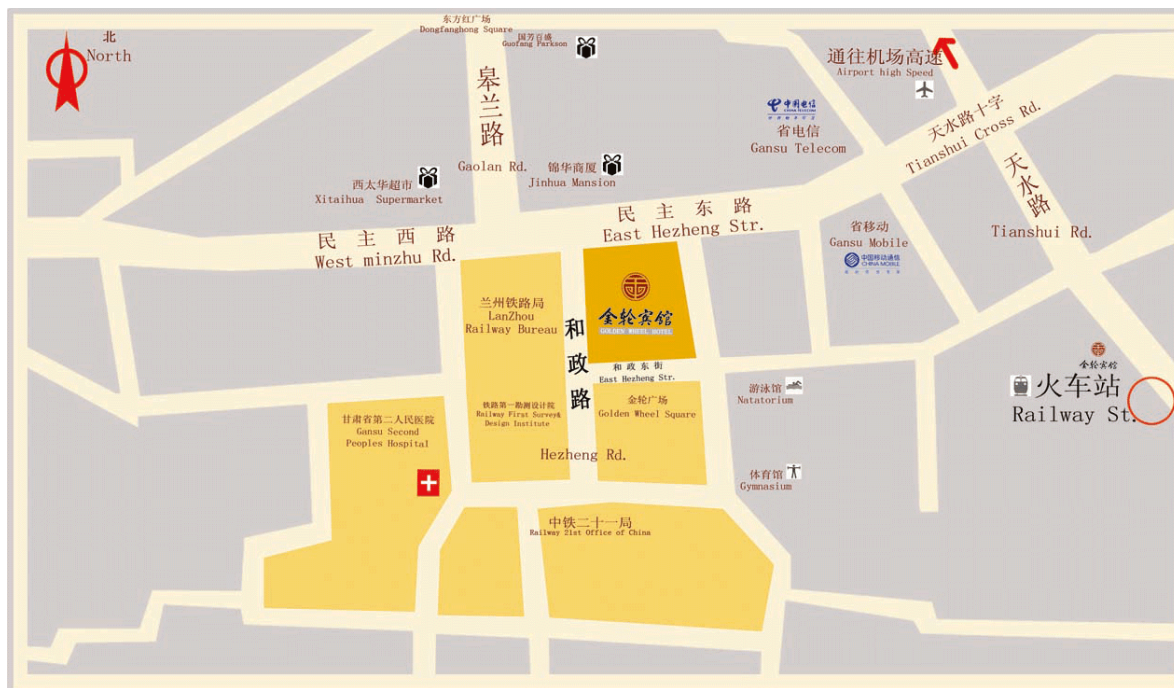 东方红广场
Dongfanghong Square
国芳百盛
Guofang Parkson
北
North
皋兰路
Gaolan Rd.
通往机场高速
Airport high Speed
中国电信
CHINA TELECOM
省电信
Gansu Telecom
天水路十字
Tianshui Cross Rd.
天水路
Tianshui Rd.
锦华商厦
Jinhua Mansion
西太华超市
Xitaihua Supermarket
民主西路
West minzhu Rd.
民主东路
East Hezheng Str.
省移动
Gansu Mobile
中国移动通信
CHINA MOBILE
兰州铁路局
LanZhou
Railway Bureau
和政路
Hezheng Rd.
金轮宾馆
GOLDEN WHEEL HOTEL
和政东街
East Hezheng Str.
金轮宾馆
火车站
Railway St.
游泳馆
Natatorium
金轮广场
Golden Wheel Square
铁路第一勘测设计院
Railway First Survey&
Design Institute
甘肃省第二人民医院
Gansu Second
Peoples Hospital
体育馆
Gymnasium
中铁二十一局
Railway 21st Office of China